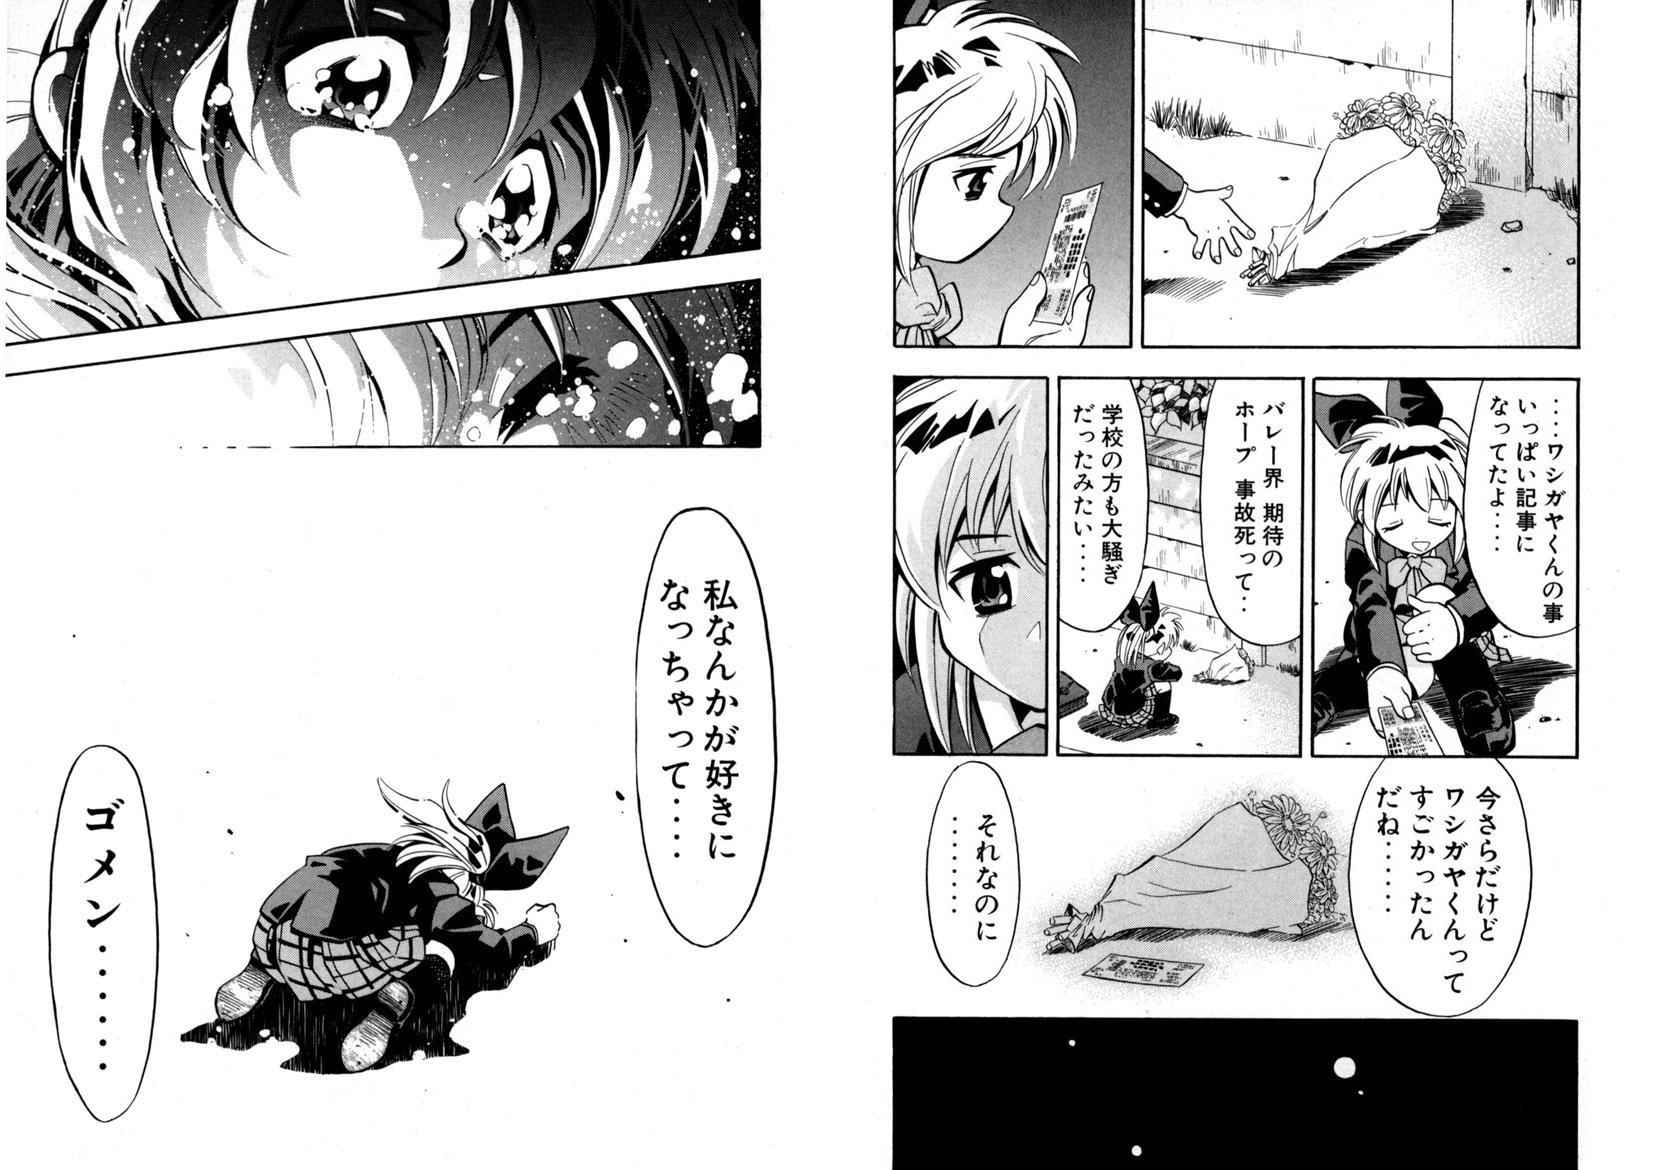 ‥‥ワシガヤくんの事
いっぱい記事に
なってたよ‥‥
バレー界 期待の
ホープ 事故死って‥
学校の方も大騒ぎ
だったみたい‥‥
今さらだけど
ワシガヤくんって
すごかったん
だね‥‥‥
それなのに
‥‥‥‥
私なんかが好きに
なっちゃって‥‥
ゴメン‥‥‥